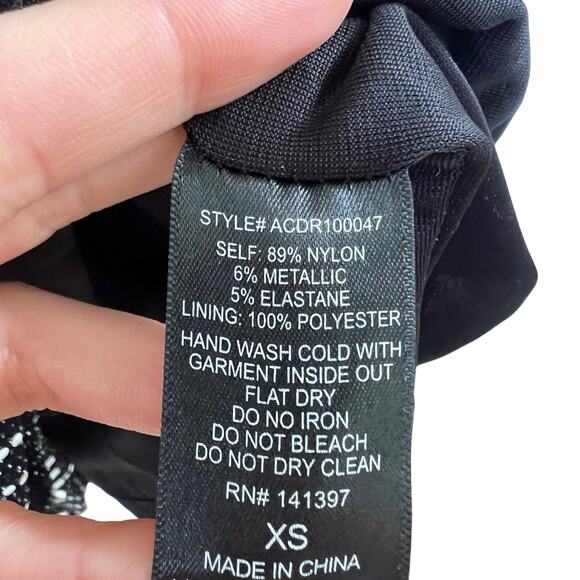 STYLE# ACDR100047
SELF: 89% NYLON
6% METALLIC
5% ELASTANE
LINING: 100% POLYESTER
HAND WASH COLD WITH
GARMENT INSIDE OUT
FLAT DRY
DO NO IRON
DO NOT BLEACH
DO NOT DRY CLEAN
RN# 141397
XS
MADE IN CHINA